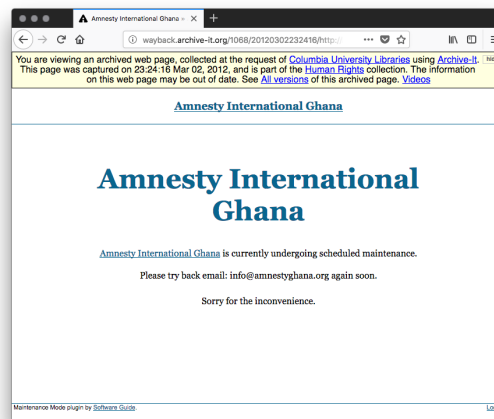 Amnesty International Ghana »
wayback.archive-it.org/1068/20120302232416/http:/
You are viewing an archived web page, collected at the request of Columbia University Libraries using Archive-It. hid
This page was captured on 23:24:16 Mar 02, 2012, and is part of the Human Rights collection. The information
on this web page may be out of date. See All versions of this archived page. Videos
Amnesty International Ghana
Amnesty International
Ghana
Amnesty International Ghana is currently undergoing scheduled maintenance.
Please try back email: info@amnestyghana.org again soon.
Sorry for the inconvenience.
Maintenance Mode plugin by Software Guide. Lo